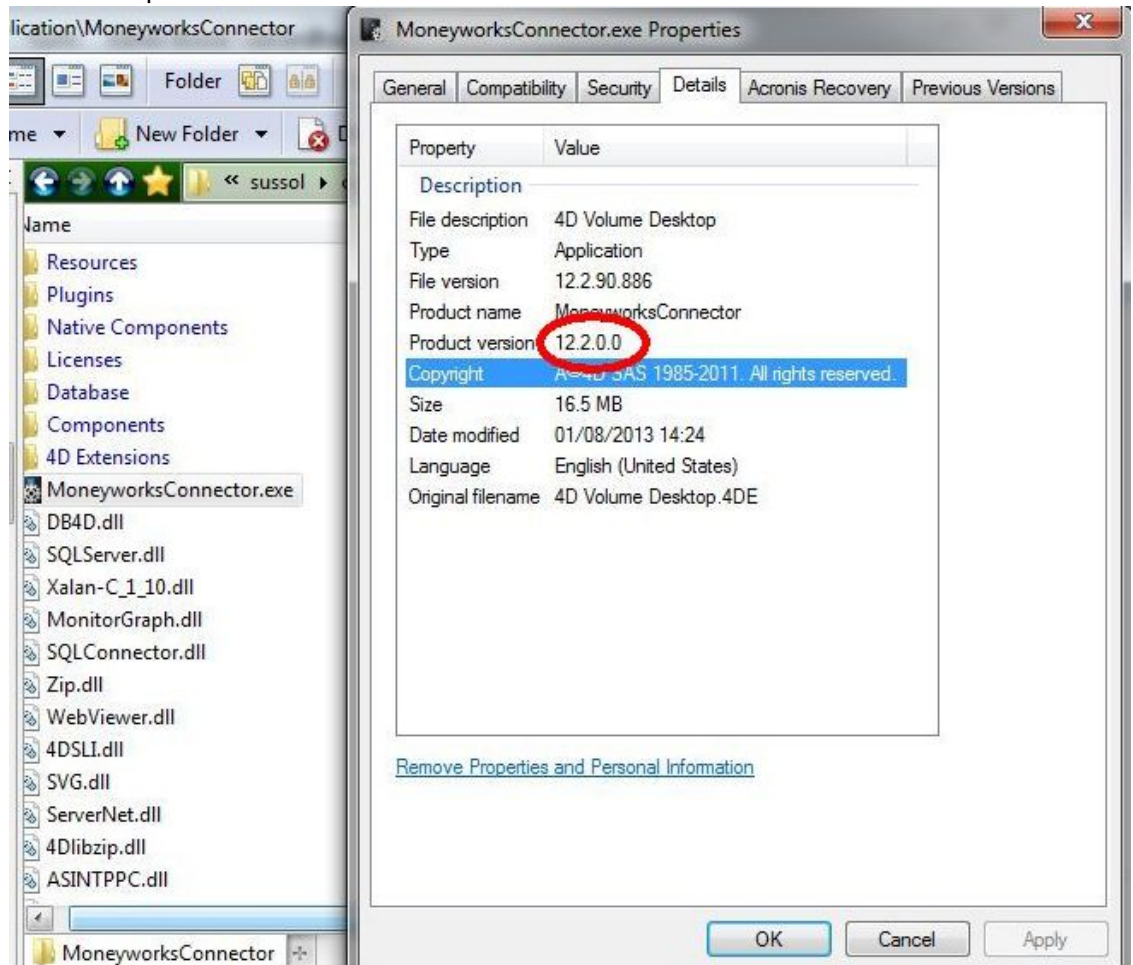 lication\MoneyworksConnector
Folder
me
New Folder
sussol
Name
Resources
Plugins
Native Components
Licenses
Database
Components
4D Extensions
MoneyworksConnector.exe
DB4D.dll
SQLServer.dll
Xalan-C_1_10.dll
MonitorGraph.dll
SQLConnector.dll
Zip.dll
WebViewer.dll
4DSLI.dll
SVG.dll
ServerNet.dll
4Dlibzip.dll
ASINTPPC.dll
MoneyworksConnector
MoneyworksConnector.exe Properties
General Compatibility Security Details Acronis Recovery Previous Versions
Property Value
Description
File description 4D Volume Desktop
Type Application
File version 12.2.90.886
Product name MoneyworksConnector
Product version 12.2.0.0
Copyright A©4D SAS 1985-2011. All rights reserved.
Size 16.5 MB
Date modified 01/08/2013 14:24
Language English (United States)
Original filename 4D Volume Desktop.4DE
Remove Properties and Personal Information
OK Cancel Apply